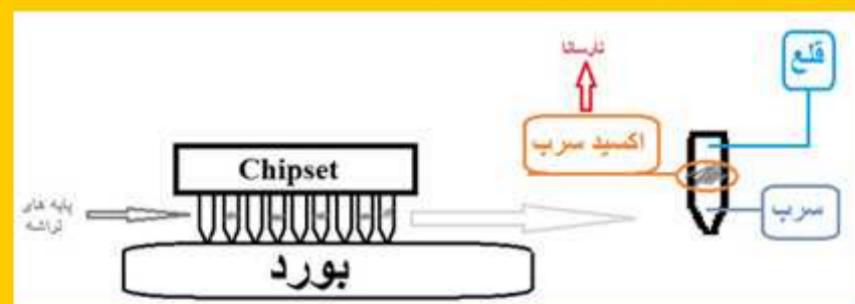 نارسانا
قلع
اکسید سرب
Chipset
پایه های
تراشه
سرب
بورد